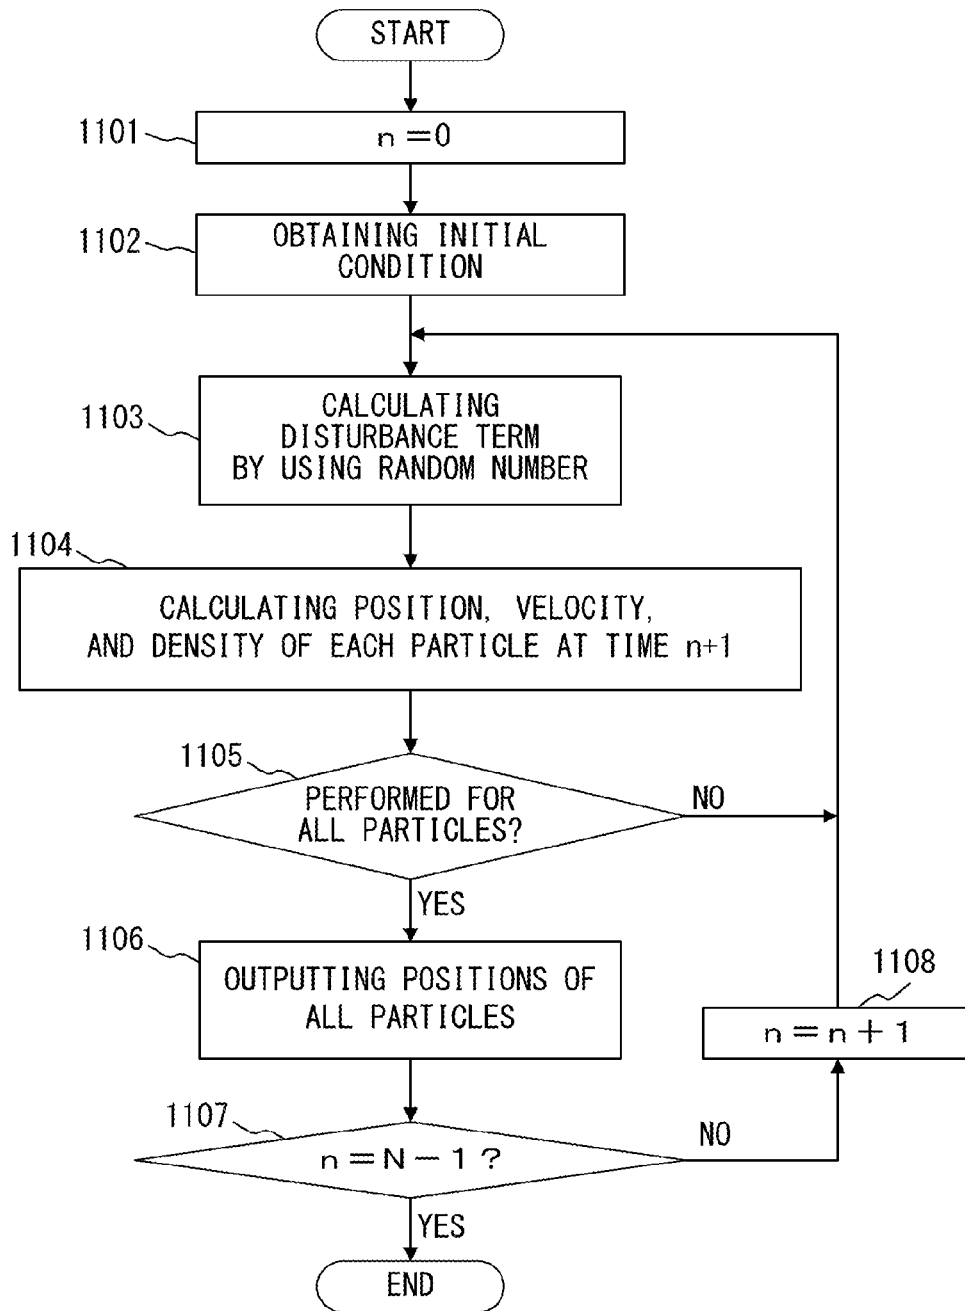 START
1101
n=0
1102
OBTAINING INITIAL
CONDITION
1103
CALCULATING
DISTURBANCE TERM
BY USING RANDOM NUMBER
1104
CALCULATING POSITION, VELOCITY,
AND DENSITY OF EACH PARTICLE AT TIME n+1
1105
PERFORMED FOR
ALL PARTICLES?
NO
YES
1106
OUTPUTTING POSITIONS OF
ALL PARTICLES
1108
n=n+1
1107
n=N-1?
NO
YES
END